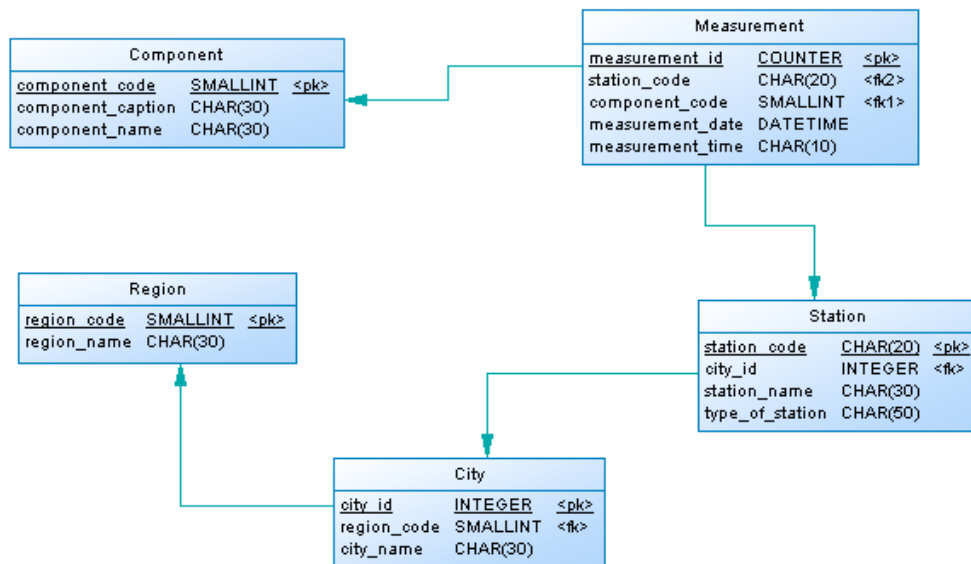 Measurement
measurement_id COUNTER <pk>
station_code CHAR(20) <fk2>
component_code SMALLINT <fk1>
measurement_date DATETIME
measurement_time CHAR(10)
Component
component_code SMALLINT <pk>
component_caption CHAR(30)
component_name CHAR(30)
Region
region_code SMALLINT <pk>
region_name CHAR(30)
Station
station_code CHAR(20) <pk>
city_id INTEGER <fk>
station_name CHAR(30)
type_of_station CHAR(50)
City
city_id INTEGER <pk>
region_code SMALLINT <fk>
city_name CHAR(30)